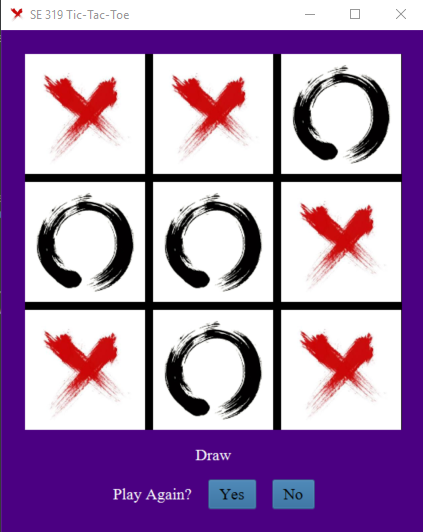 SE 319 Tic-Tac-Toe
Draw
Play Again? Yes No